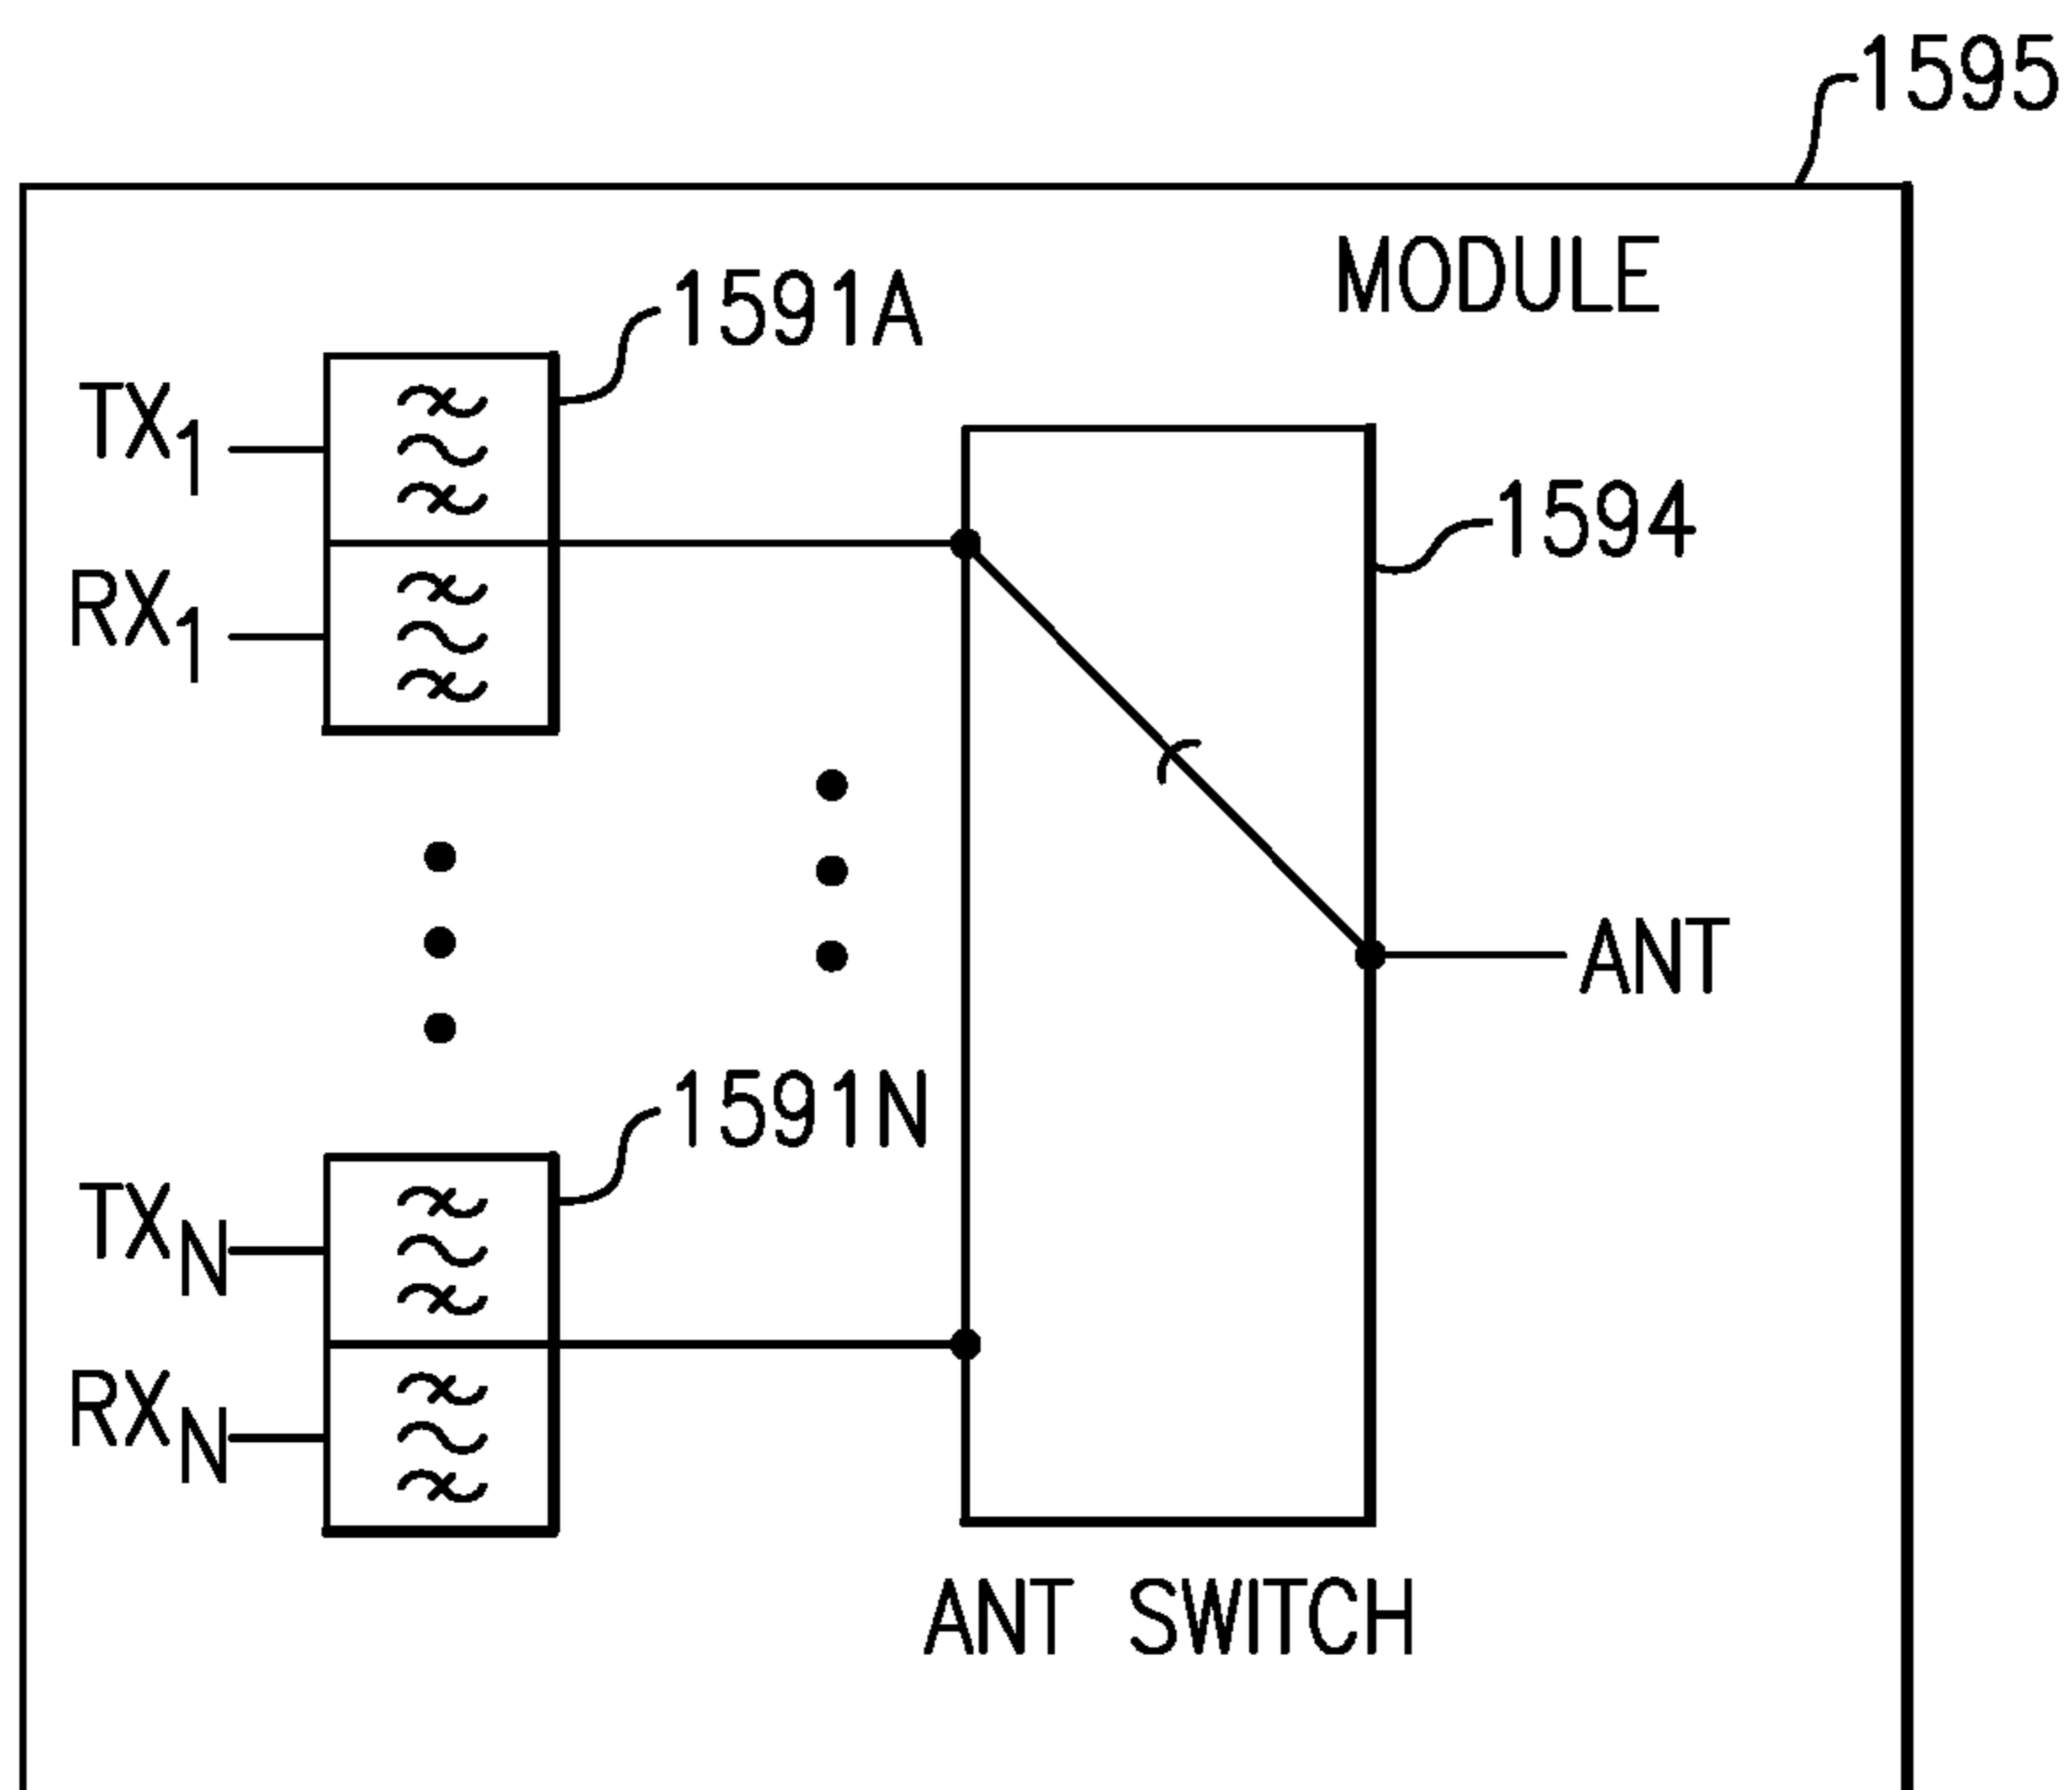 1595
MODULE
1591A
TX1
RX1
1594
ANT
1591N
TXN
RXN
ANT SWITCH